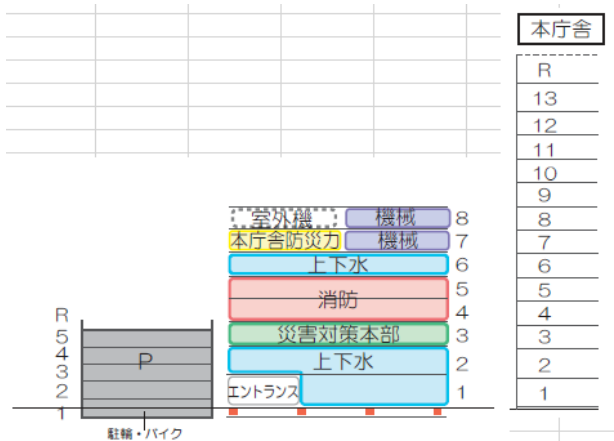 本庁舎
R
13
12
11
10
9
8
7
6
5
4
3
2
1
室外機 機械 8
本庁舎防災力 機械 7
上下水 6
消防 5
4
災害対策本部 3
上下水 2
エントランス 1
R
5
4
P
3
2
1
駐輪・バイク